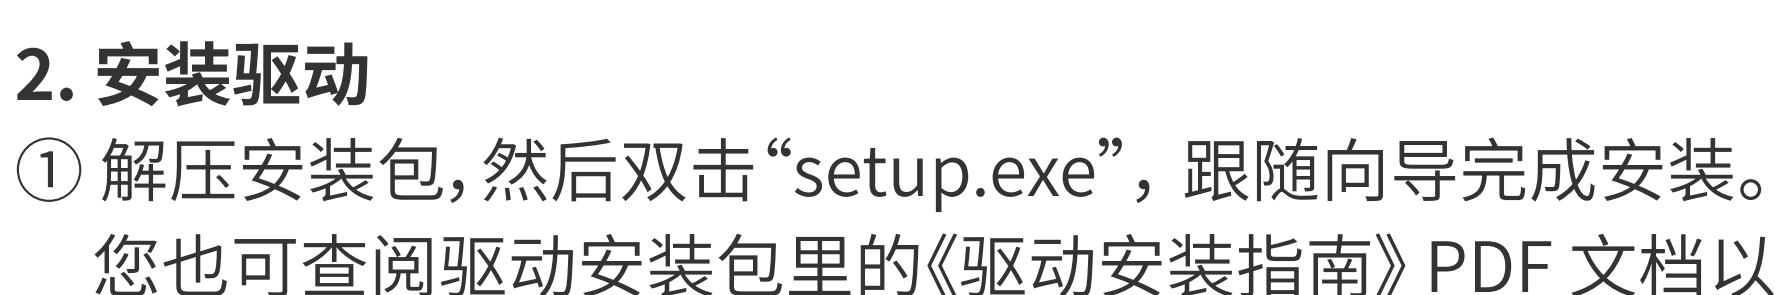 2. 安装驱动
① 解压安装包，然后双击“setup.exe”，跟随向导完成安装。
您也可查阅驱动安装包里的《驱动安装指南》PDF 文档以